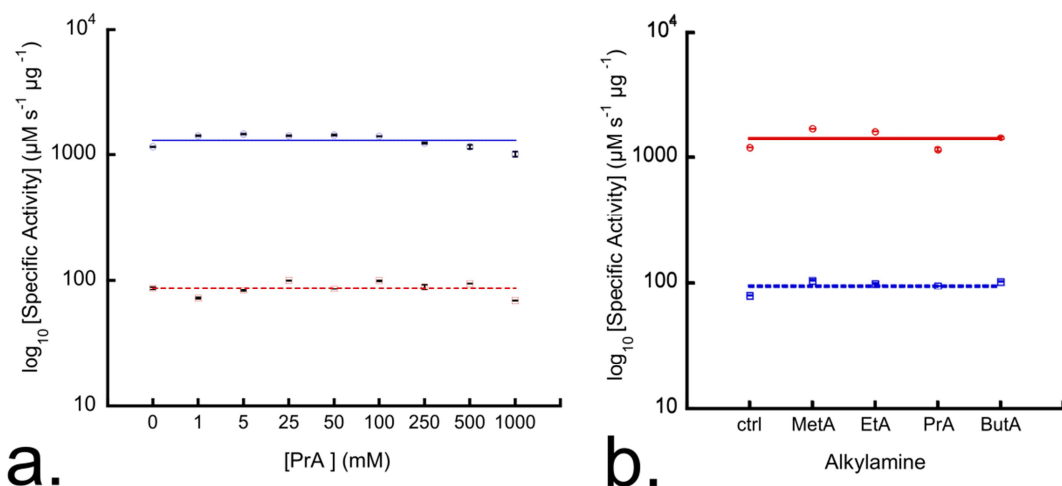 10⁴
1000
100
10
log₁₀ [Specific Activity] (μM s⁻¹ μg⁻¹)
0 1 5 25 50 100 250 500 1000
[PrA ] (mM)
a.
10⁴
1000
100
10
log₁₀ [Specific Activity] (μM s⁻¹ μg⁻¹)
ctrl MetA EtA PrA ButA
Alkylamine
b.